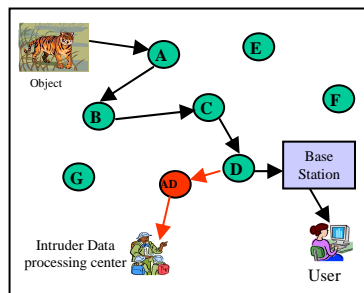 A
E
Object
B
C
F
G
AD
D
Base
Station
Intruder Data
processing center
User